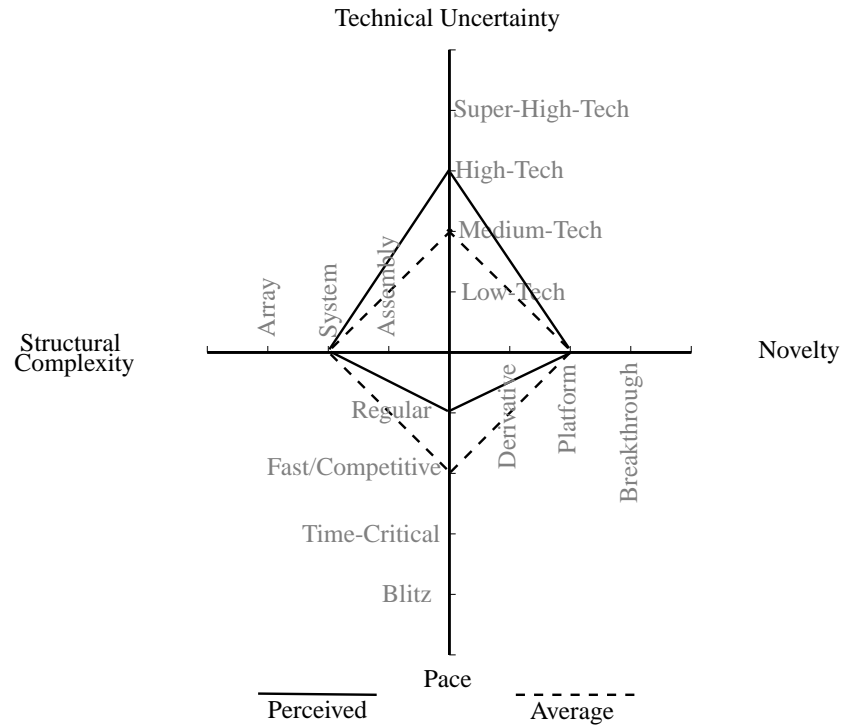 Technical Uncertainty
Super-High-Tech
High-Tech
Medium-Tech
Low-Tech
Array
System
Assembly
Structural
Complexity
Novelty
Derivative
Platform
Breakthrough
Regular
Fast/Competitive
Time-Critical
Blitz
Pace
Perceived
Average